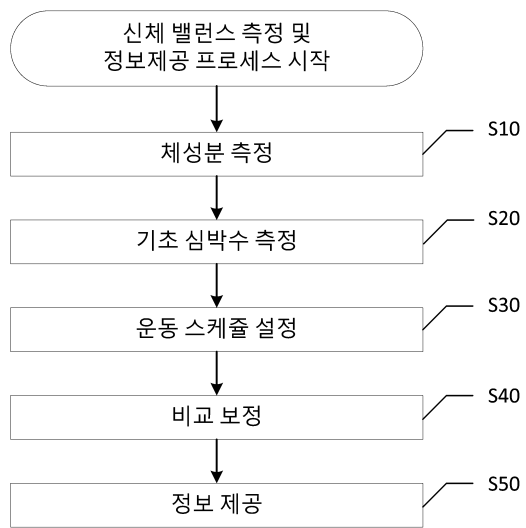 신체 밸런스 측정 및
정보제공 프로세스 시작
S10
체성분 측정
S20
기초 심박수 측정
S30
운동 스케쥴 설정
S40
비교 보정
S50
정보 제공